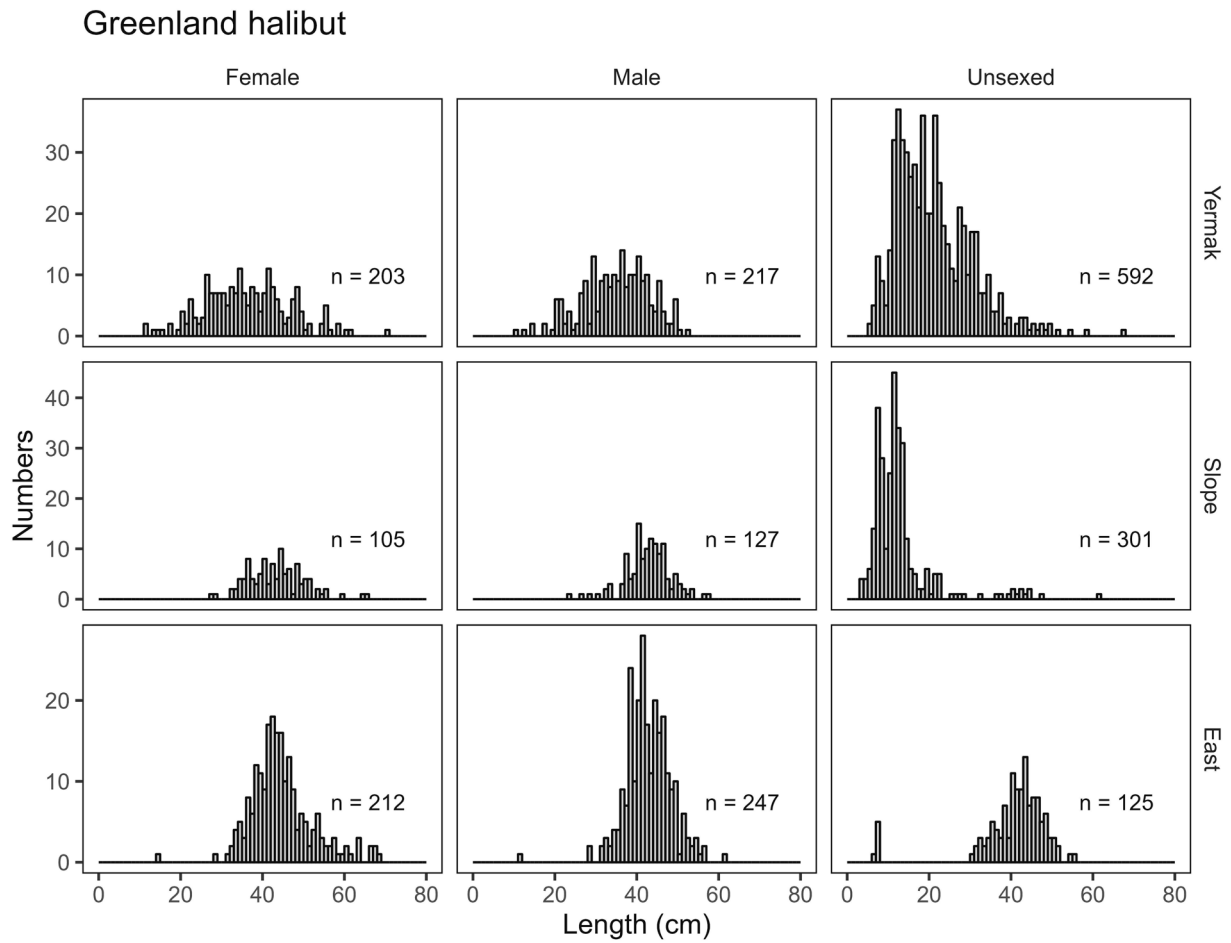 Greenland halibut
Female
Male
Unsexed
30
20
10
0
n = 203
n = 217
n = 592
Yermak
40
30
20
10
0
n = 105
n = 127
n = 301
Slope
Numbers
20
10
0
n = 212
n = 247
n = 125
East
0 20 40 60 80
0 20 40 60 80
0 20 40 60 80
Length (cm)